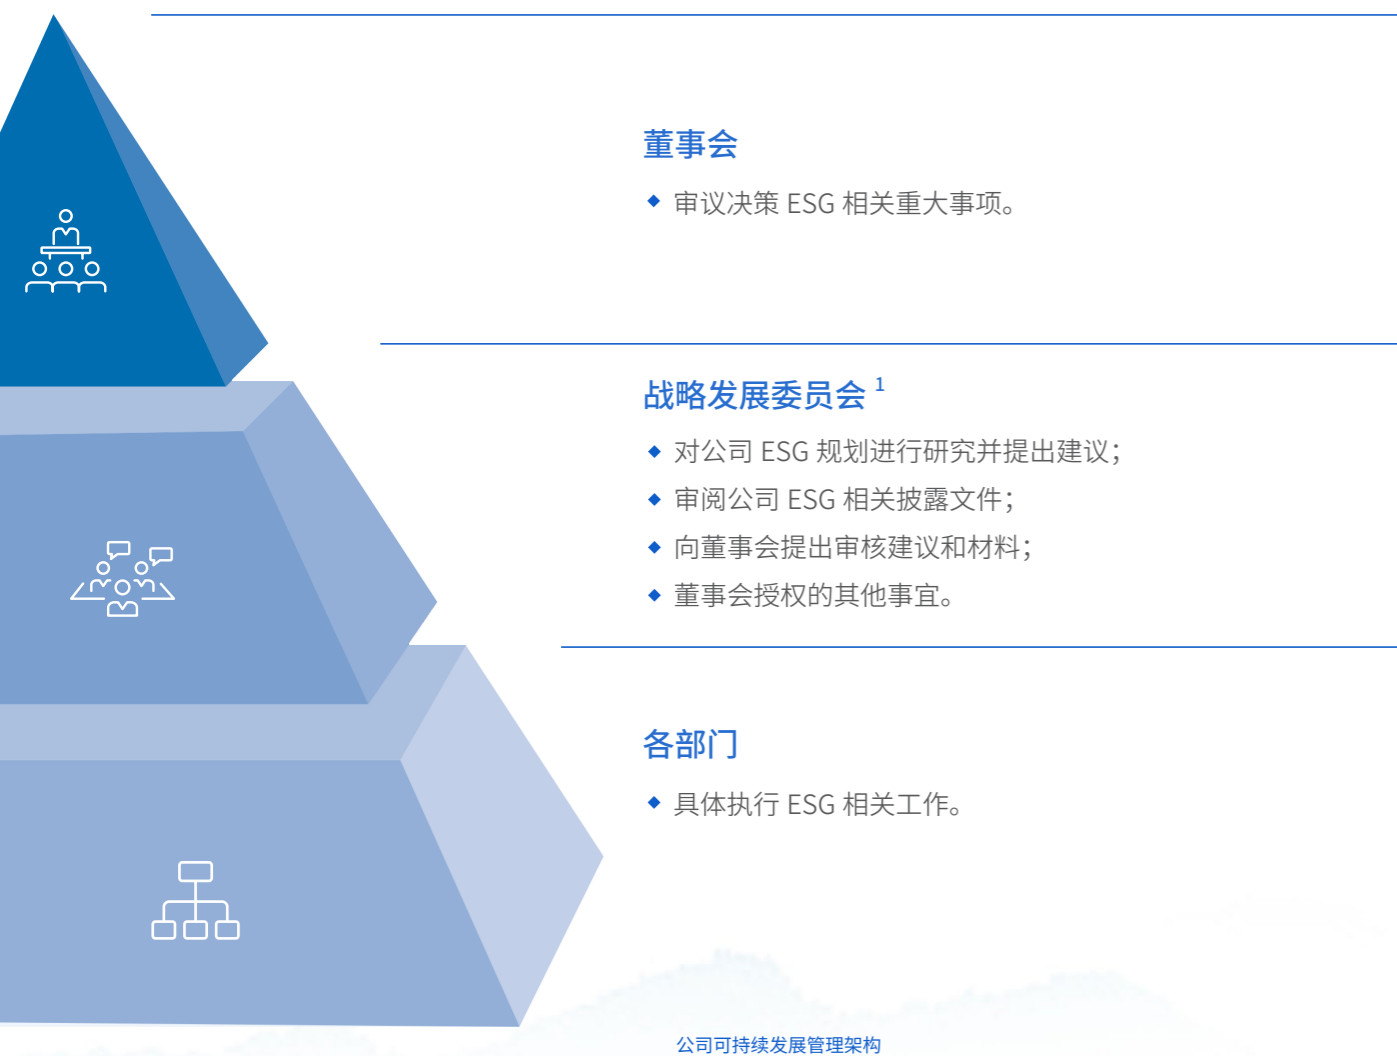 董事会
◆ 审议决策 ESG 相关重大事项。
战略发展委员会 1
◆ 对公司 ESG 规划进行研究并提出建议；
◆ 审阅公司 ESG 相关披露文件；
◆ 向董事会提出审核建议和材料；
◆ 董事会授权的其他事宜。
各部门
◆ 具体执行 ESG 相关工作。
公司可持续发展管理架构